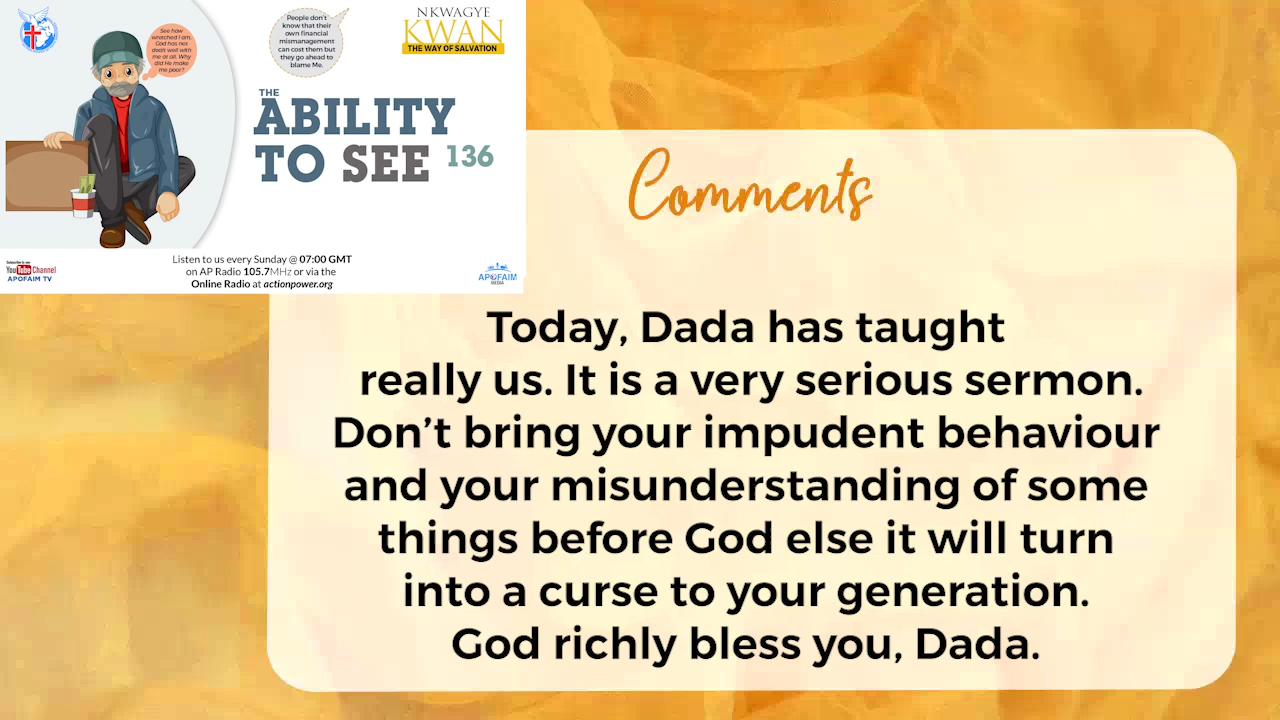 See how
wretched I am.
God has not
dealt well with
me at all. Why
did He make
me poor?
People don't
know that their
own financial
mismanagement
can cost them but
they go ahead to
blame Me.
NKWAGYE
KWAN
THE WAY OF SALVATION
THE
ABILITY
TO SEE 136
Listen to us every Sunday @ 07:00 GMT
on AP Radio 105.7MHz or via the
Online Radio at actionpower.org
Subscribe to our
YouTube Channel
APOFAIM TV
APOFAIM
MEDIA
Comments
Today, Dada has taught
really us. It is a very serious sermon.
Don’t bring your impudent behaviour
and your misunderstanding of some
things before God else it will turn
into a curse to your generation.
God richly bless you, Dada.